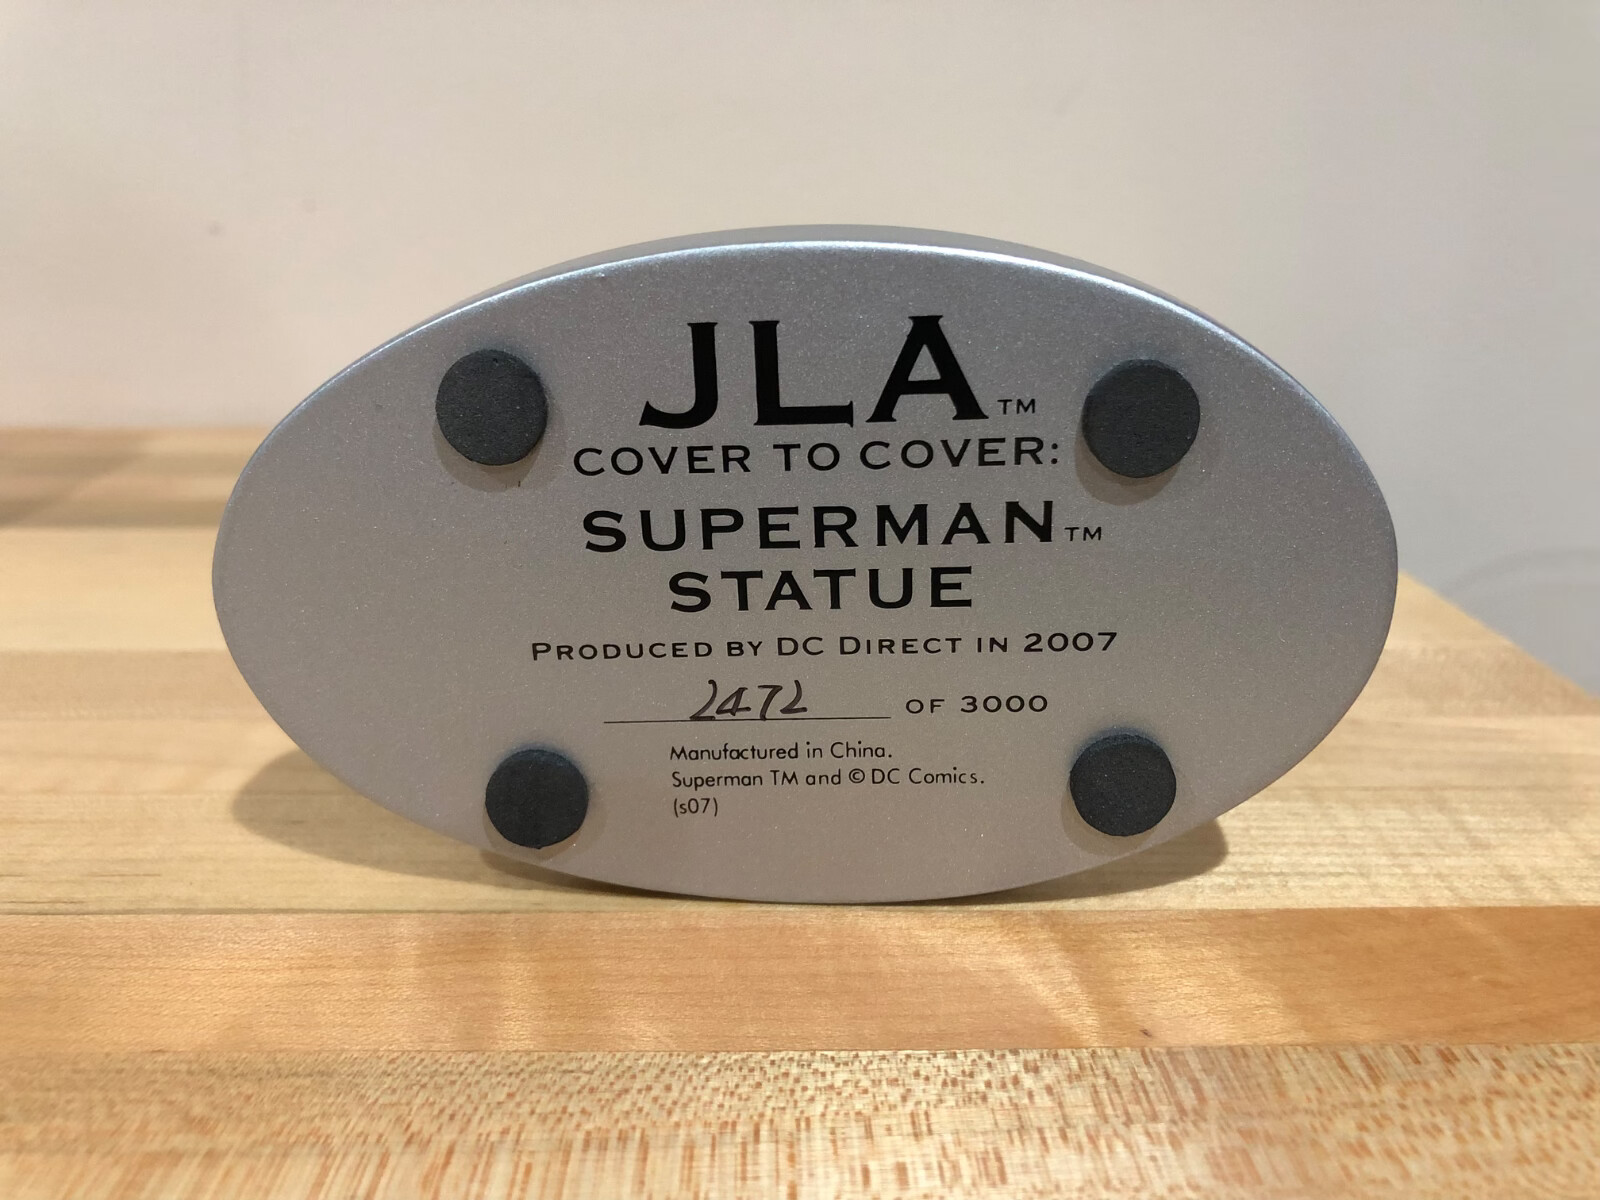 JLA™
COVER TO COVER:
SUPERMAN™
STATUE
PRODUCED BY DC DIRECT IN 2007
2472 OF 3000
Manufactured in China.
Superman TM and © DC Comics.
(s07)